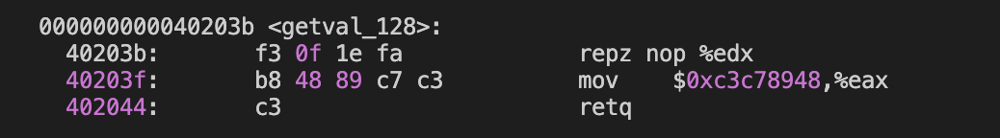 000000000040203b <getval_128>:
40203b: f3 0f 1e fa repz nop %edx
40203f: b8 48 89 c7 c3 mov $0xc3c78948,%eax
402044: c3 retq